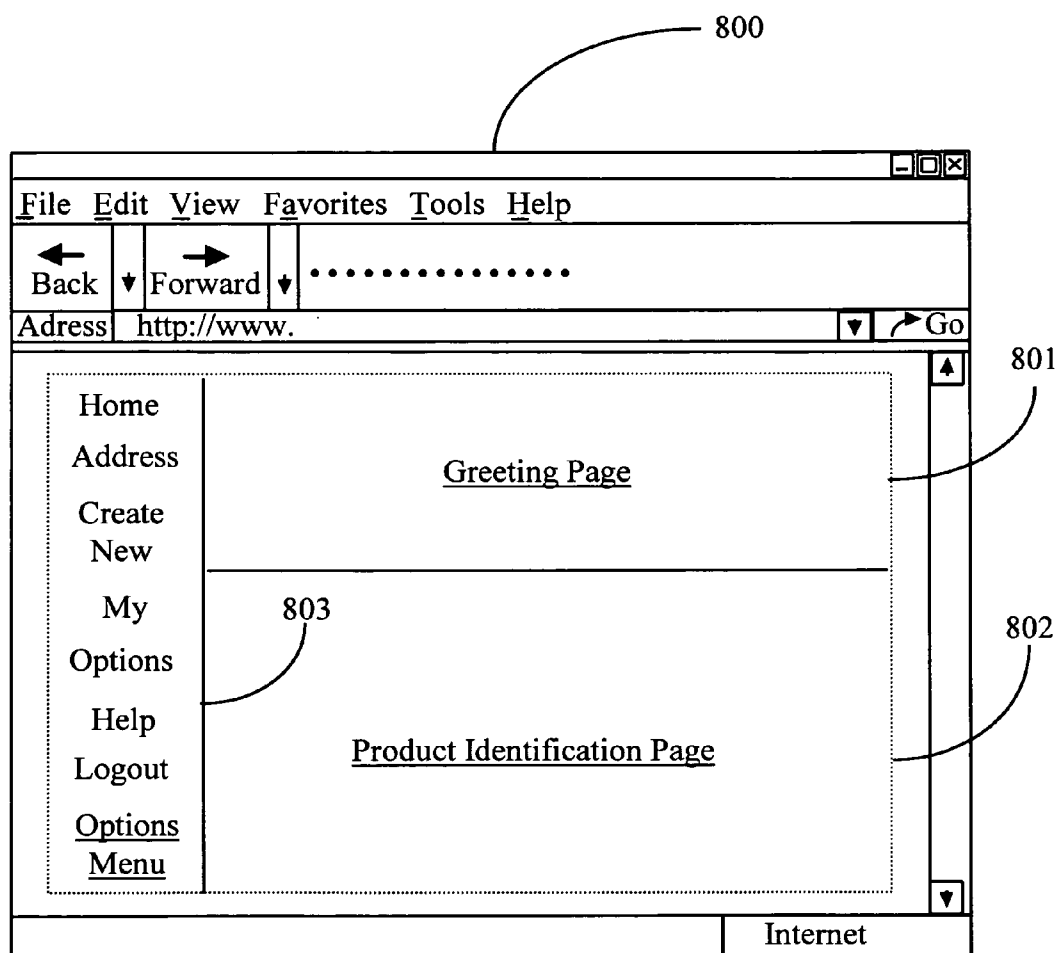 800
File Edit View Favorites Tools Help
Back Forward ...............
Adress http://www. Go
801
Home
Address
Greeting Page
Create
New
My
803
802
Options
Help
Product Identification Page
Logout
Options
Menu
Internet